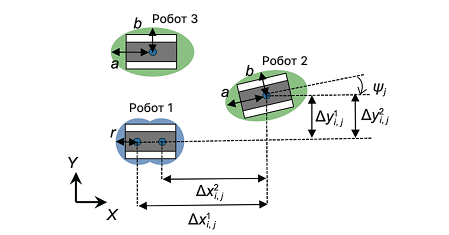 Робот 3
b
a
Робот 2
b
a
ψj
Робот 1
r
Δy¹i,j
Δy²i,j
Y
X
Δx²i,j
Δx¹i,j